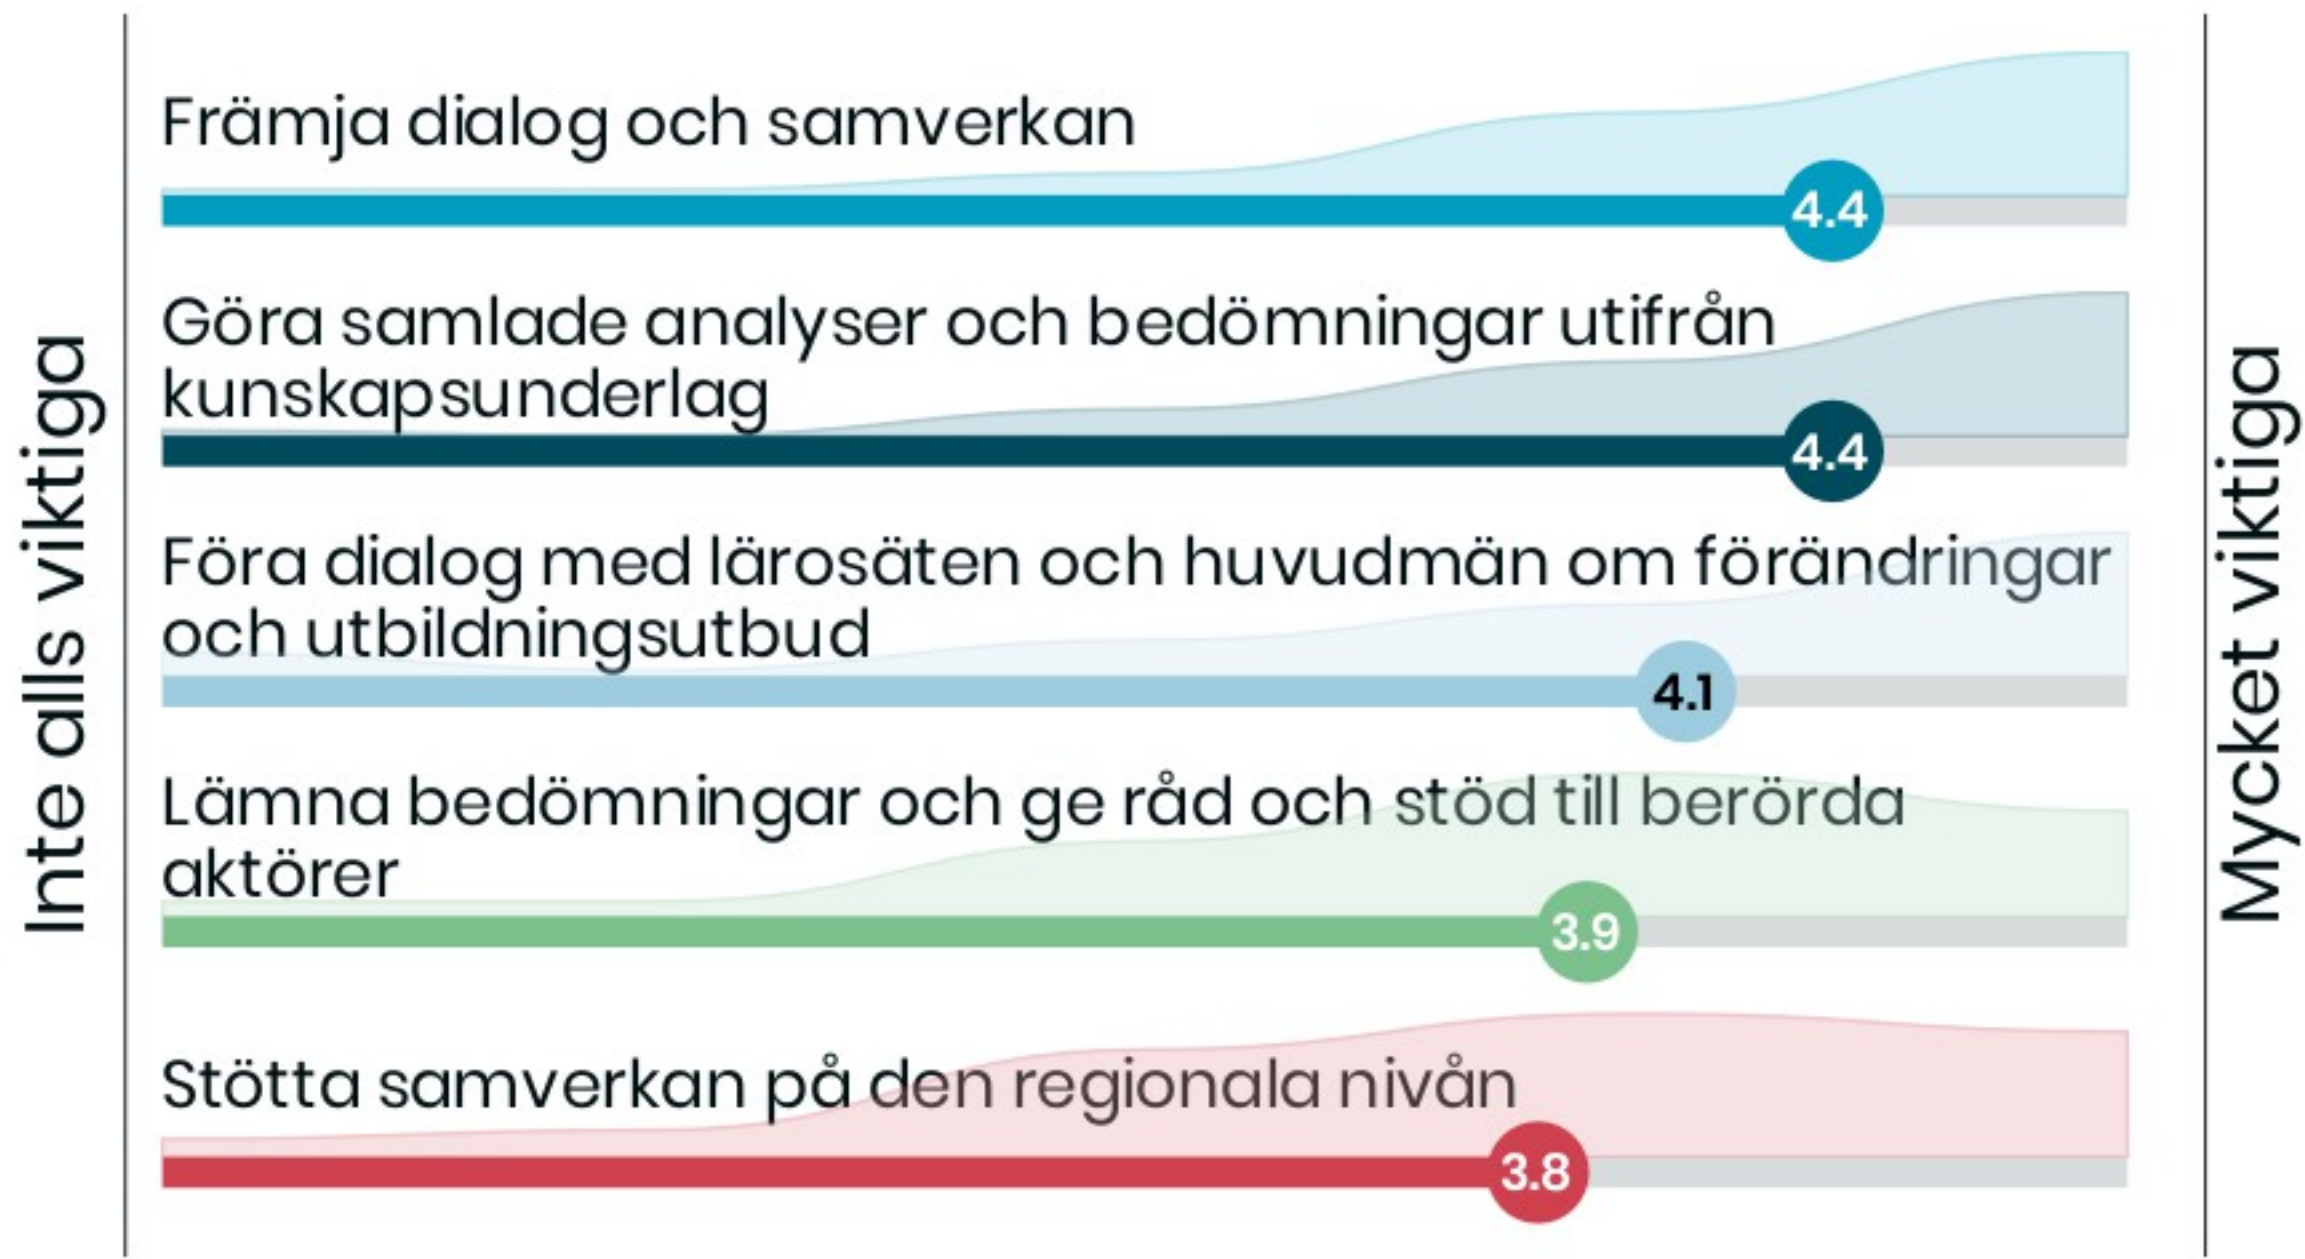 Inte alls viktiga
Främja dialog och samverkan
4.4
Göra samlade analyser och bedömningar utifrån
kunskapsunderlag
4.4
Föra dialog med lärosäten och huvudmän om förändringar
och utbildningsutbud
4.1
Lämna bedömningar och ge råd och stöd till berörda
aktörer
3.9
Stötta samverkan på den regionala nivån
3.8
Mycket viktiga